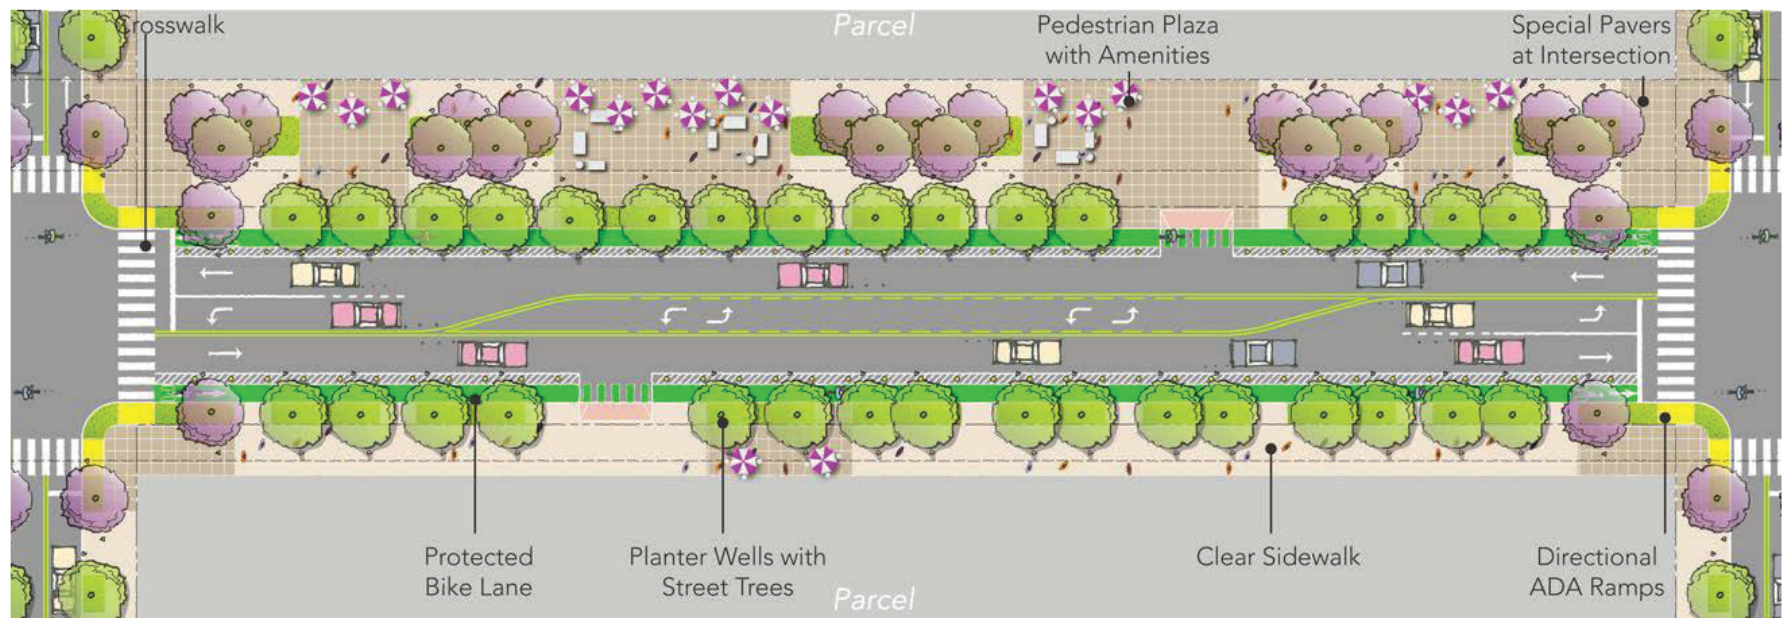 Crosswalk
Parcel
Pedestrian Plaza
with Amenities
Special Pavers
at Intersection
Protected
Bike Lane
Planter Wells with
Street Trees
Parcel
Clear Sidewalk
Directional
ADA Ramps